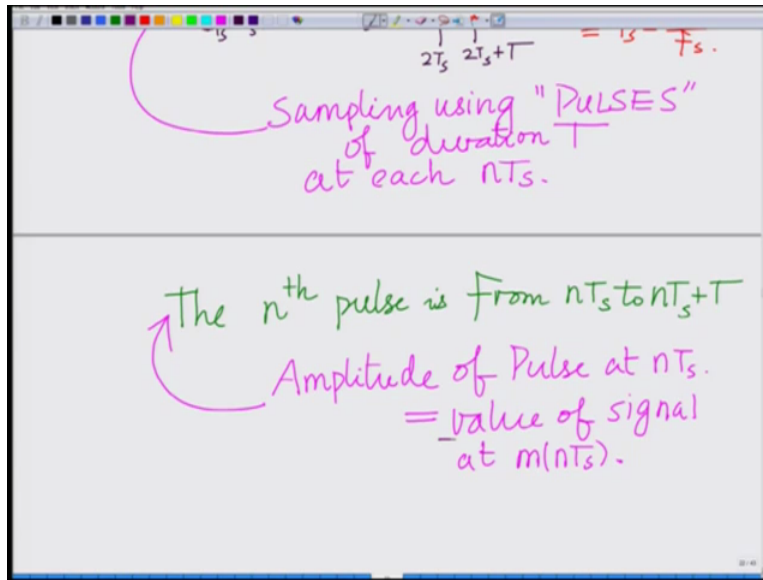 2Ts 2Ts+T
= Ts = 1/Fs.
Sampling using "PULSES"
of duration T
at each nTs.
The nth pulse is from nTs to nTs+T
Amplitude of Pulse at nTs.
= value of signal
at m(nTs).